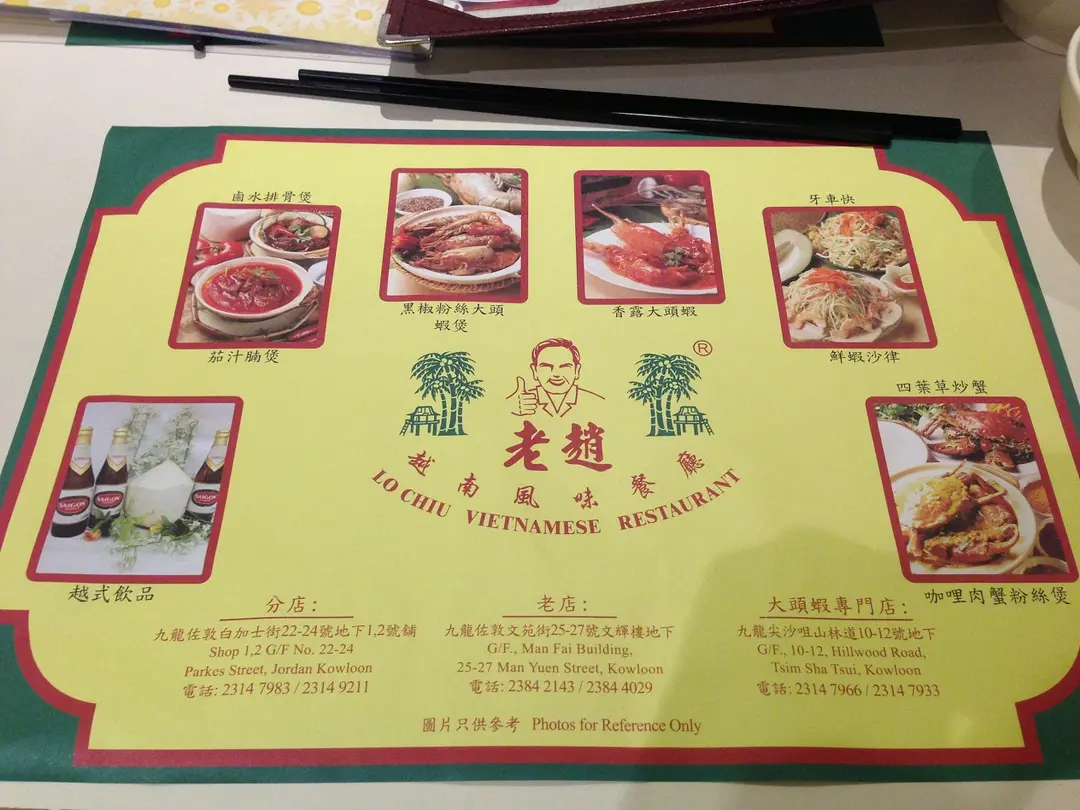 鹵水排骨煲
牙車快
茄汁腩煲
黑椒粉絲大頭
蝦煲
香露大頭蝦
鮮蝦沙律
四葉草炒蟹
®
老趙
越南風味餐廳
LO CHIU VIETNAMESE RESTAURANT
SAIGON
SAIGON
越式飲品
咖哩肉蟹粉絲煲
分店：
九龍佐敦白加士街22-24號地下1,2號舖
Shop 1,2 G/F No. 22-24
Parkes Street, Jordan Kowloon
電話: 2314 7983 / 2314 9211
老店：
九龍佐敦文苑街25-27號文輝樓地下
G/F., Man Fai Building,
25-27 Man Yuen Street, Kowloon
電話: 2384 2143 / 2384 4029
大頭蝦專門店：
九龍尖沙咀山林道10-12號地下
G/F., 10-12, Hillwood Road,
Tsim Sha Tsui, Kowloon
電話: 2314 7966 / 2314 7933
圖片只供參考 Photos for Reference Only